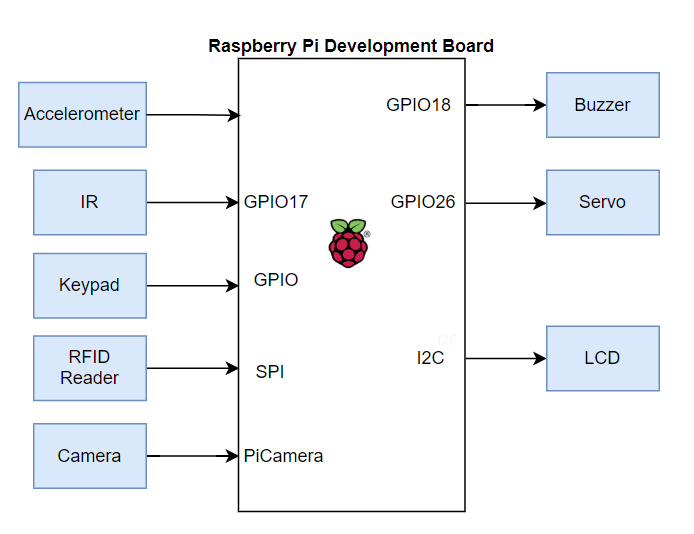 Raspberry Pi Development Board
Accelerometer
GPIO18
Buzzer
IR
GPIO17
GPIO26
Servo
®
Keypad
GPIO
I2C
RFID
Reader
SPI
I2C
LCD
Camera
PiCamera